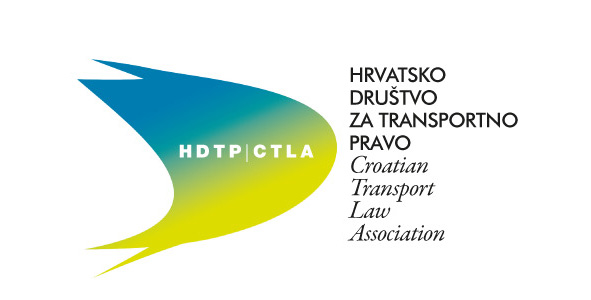 HDTP|CTLA
HRVATSKO
DRUŠTVO
ZA TRANSPORTNO
PRAVO
Croatian
Transport
Law
Association